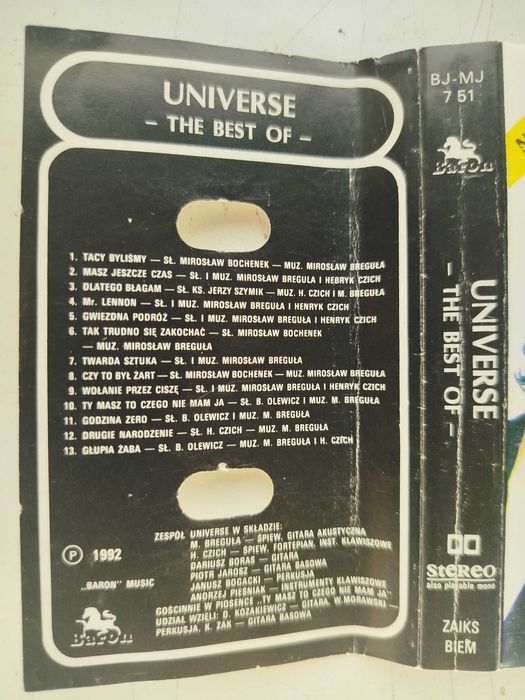 UNIVERSE
– THE BEST OF –
1. TACY BYLIŚMY — SŁ. MIROSŁAW BOCHENEK — MUZ. MIROSŁAW BREGUŁA
2. MASZ JESZCZE CZAS — SŁ. I MUZ. MIROSŁAW BREGUŁA I HEBRYK CZICH
3. DLATEGO BŁAGAM — SŁ. KS. JERZY SZYMIK — MUZ. H. CZICH I M. BREGUŁA
4. Mr. LENNON — SŁ. I MUZ. MIROSŁAW BREGUŁA I HENRYK CZICH
5. GWIEZDNA PODRÓŻ — SŁ. I MUZ. MIROSŁAW BREGUŁA I HENRYK CZICH
6. TAK TRUDNO SIĘ ZAKOCHAĆ — SŁ. MIROSŁAW BOCHENEK
— MUZ. MIROSŁAW BREGUŁA
7. TWARDA SZTUKA — SŁ. I MUZ. MIROSŁAW BREGUŁA
8. CZY TO BYŁ ŻART — SŁ. MIROSŁAW BOCHENEK — MUZ. MIROSŁAW BREGUŁA
9. WOŁANIE PRZEZ CISZĘ — SŁ. I MUZ. MIROSŁAW BREGUŁA I HENRYK CZICH
10. TY MASZ TO CZEGO NIE MAM JA — SŁ. B. OLEWICZ I MUZ. M. BREGUŁA
11. GODZINA ZERO — SŁ. B. OLEWICZ I MUZ. M. BREGUŁA
12. DRUGIE NARODZENIE — SŁ. H. CZICH — MUZ. M. BREGUŁA
13. GŁUPIA ŻABA — SŁ. B. OLEWICZ — MUZ. M. BREGUŁA I H. CZICH
ZESPÓŁ UNIVERSE W SKŁADZIE:
M. BREGUŁA — ŚPIEW, GITARA AKUSTYCZNA
H. CZICH — ŚPIEW, FORTEPIAN, INST. KLAWISZOWE
DARIUSZ BORAS — GITARA
PIOTR JAROSZ — GITARA BASOWA
JANUSZ BOGACKI — PERKUSJA
ANDRZEJ PIEŚNIAK — INSTRUMENTY KLAWISZOWE
GOŚCINNIE W PIOSENCE „TY MASZ TO CZEGO NIE MAM JA"
UDZIAŁ WZIĘLI: D. KOZAKIEWICZ — GITARA, W.MORAWSKI —
PERKUSJA, K. ŻAK — GITARA BASOWA
Ⓟ 1992
„BARON" MUSIC
BarOn
BJ-MJ
7 51
BarOn
UNIVERSE
– THE BEST OF –
stereo
also playable mono
ZAIKS
BIEM